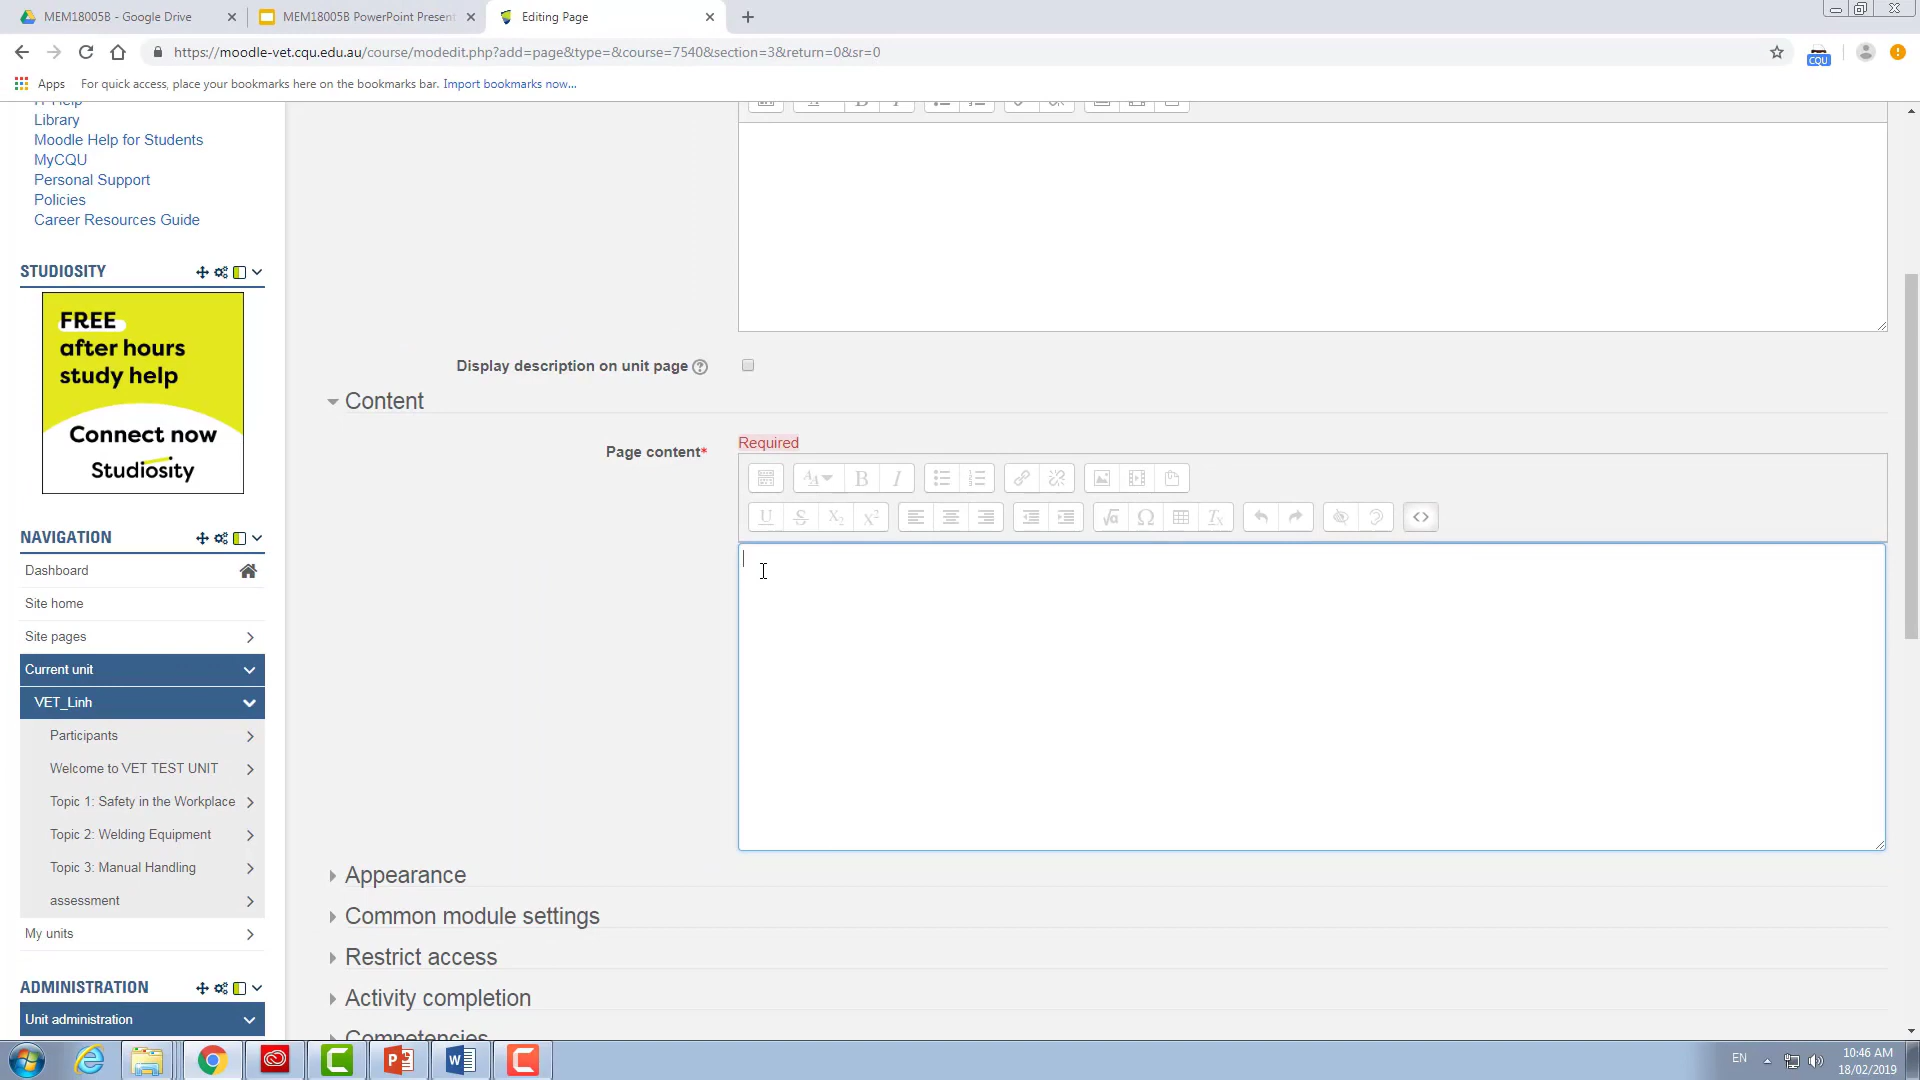 MEM18005B - Google Drive
MEM18005B PowerPoint Present
Editing Page
https://moodle-vet.cqu.edu.au/course/modedit.php?add=page&type=&course=7540&section=3&return=0&sr=0
CQU
Apps
For quick access, place your bookmarks here on the bookmarks bar. Import bookmarks now...
IT Help
Library
Moodle Help for Students
MyCQU
Personal Support
Policies
Career Resources Guide
STUDIOSITY
FREE
after hours
study help
Connect now
Studiosity
NAVIGATION
Dashboard
Site home
Site pages
Current unit
VET_Linh
Participants
Welcome to VET TEST UNIT
Topic 1: Safety in the Workplace
Topic 2: Welding Equipment
Topic 3: Manual Handling
assessment
My units
ADMINISTRATION
Unit administration
Display description on unit page
Content
Page content*
Required
Appearance
Common module settings
Restrict access
Activity completion
Competencies
EN
10:46 AM
18/02/2019